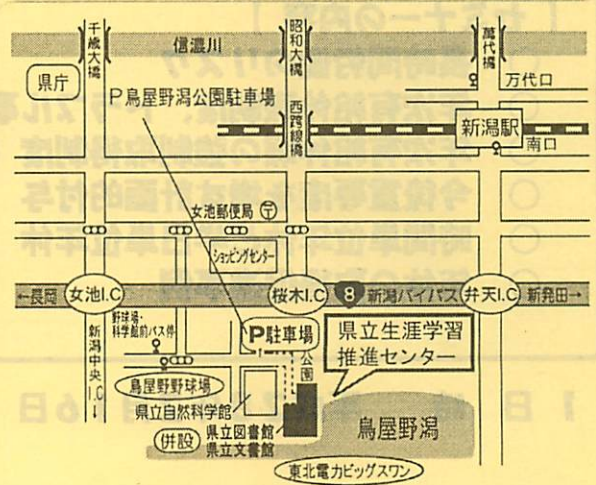 千歳大橋
信濃川
昭和大橋
萬代橋
県庁
P鳥屋野潟公園駐車場
万代口
西跨線橋
新潟駅
南口
女池郵便局 〒
ショッピングセンター
←長岡
女池I.C
桜木I.C
8
新潟バイパス
弁天I.C
新発田→
野球場・
科学館前バス停
新潟中央I.C↓
P駐車場
公園
県立生涯学習
推進センター
鳥屋野野球場
県立自然科学館
併設
県立図書館
県立文書館
鳥屋野潟
東北電力ビッグスワン